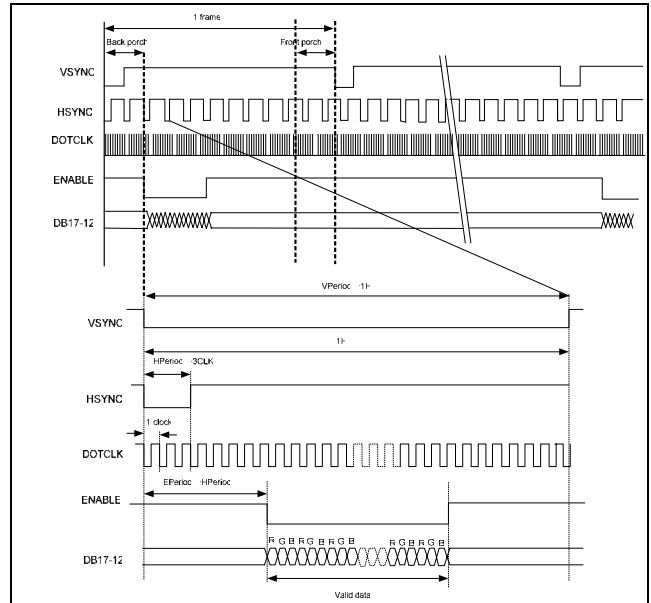 1 frame
Back porch
Front porch
VSYNC
HSYNC
DOTCLK
ENABLE
DB17-12
VPeriod
1H
VSYNC
1H
HPeriod
3CLK
HSYNC
1 clock
DOTCLK
EPeriod
HPeriod
ENABLE
R G B R G B R G B R G B R G B
DB17-12
Valid data